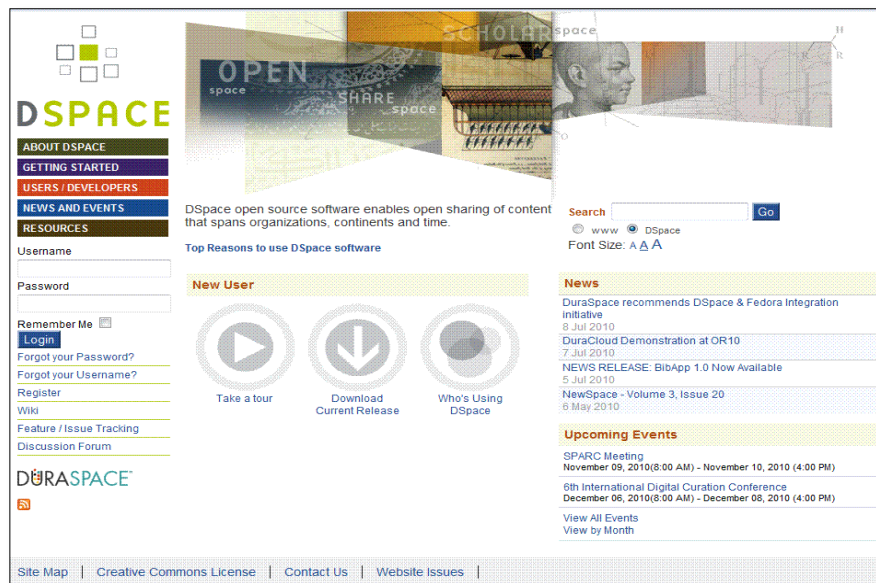 SCHOLAR space
H
R R
OPEN
space
SHARE
space
O
DSPACE
ABOUT DSPACE
GETTING STARTED
USERS / DEVELOPERS
NEWS AND EVENTS
RESOURCES
Username
Password
Remember Me
Login
Forgot your Password?
Forgot your Username?
Register
Wiki
Feature / Issue Tracking
Discussion Forum
DURASPACE
DSpace open source software enables open sharing of content
that spans organizations, continents and time.
Top Reasons to use DSpace software
New User
Take a tour
Download
Current Release
Who's Using
DSpace
Search
Go
www DSpace
Font Size: A A A
News
DuraSpace recommends DSpace & Fedora Integration
initiative
8 Jul 2010
DuraCloud Demonstration at OR10
7 Jul 2010
NEWS RELEASE: BibApp 1.0 Now Available
5 Jul 2010
NewSpace - Volume 3, Issue 20
6 May 2010
Upcoming Events
SPARC Meeting
November 09, 2010(8:00 AM) - November 10, 2010 (4:00 PM)
6th International Digital Curation Conference
December 06, 2010(8:00 AM) - December 08, 2010 (4:00 PM)
View All Events
View by Month
Site Map | Creative Commons License | Contact Us | Website Issues |